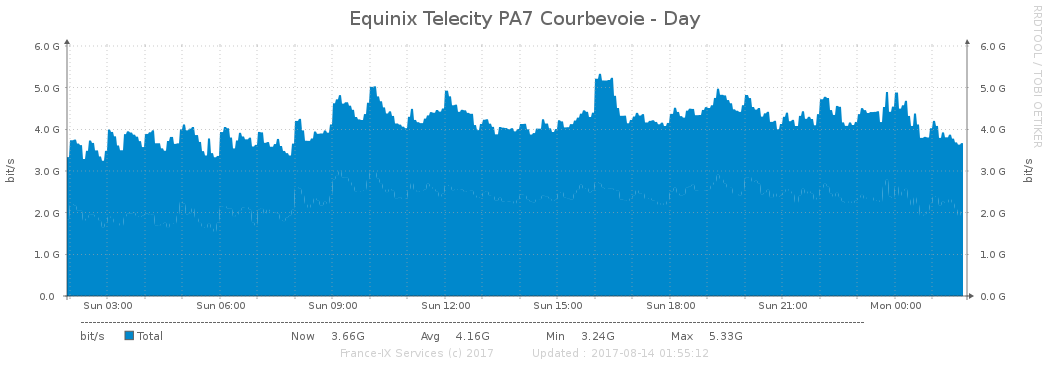 Equinix Telecity PA7 Courbevoie - Day
RRDTOOL / TOBI OETIKER
6.0 G 6.0 G
5.0 G 5.0 G
4.0 G 4.0 G
3.0 G 3.0 G
2.0 G 2.0 G
1.0 G 1.0 G
0.0 0.0 G
bit/s bit/s
Sun 03:00 Sun 06:00 Sun 09:00 Sun 12:00 Sun 15:00 Sun 18:00 Sun 21:00 Mon 00:00
bit/s Total Now 3.66G Avg 4.16G Min 3.24G Max 5.33G
France-IX Services (c) 2017 Updated : 2017-08-14 01:55:12